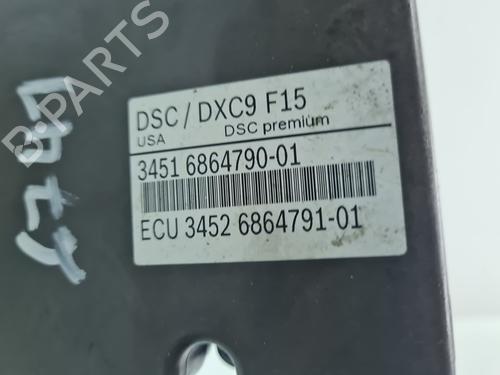 DSC / DXC9 F15
USA DSC premium
3451 6864790-01
ECU 3452 6864791-01
B-PARTS